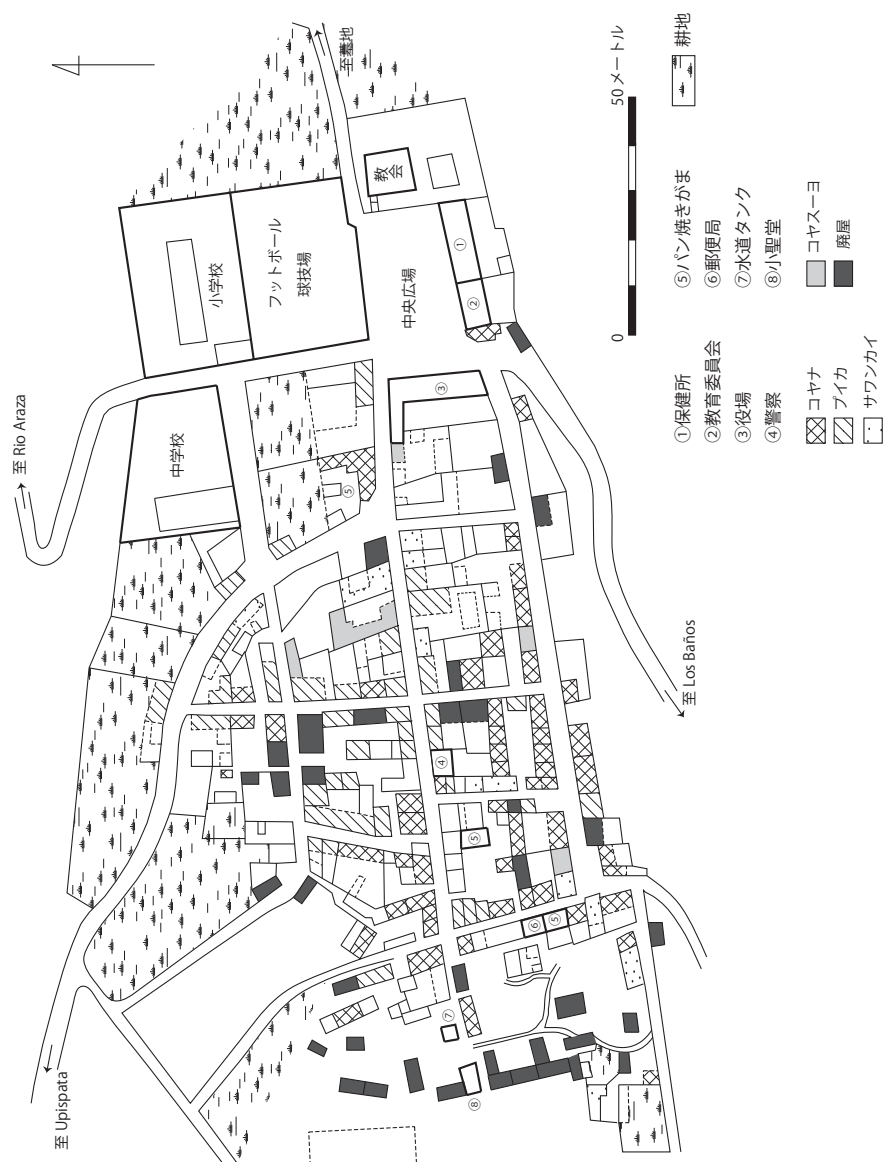 至 Rio Araza
至墓地
小学校
フットボール
球技場
中学校
教会
中央広場
①
②
③
⑤
④
⑤
⑥
⑤
⑦
⑧
至 Upispata
至 Los Baños
0
50 メートル
①保健所
②教育委員会
③役場
④警察
⑤パン焼きがま
⑥郵便局
⑦水道タンク
⑧小聖堂
コヤナ
プイカ
サワンカイ
コヤスーヨ
廃屋
耕地